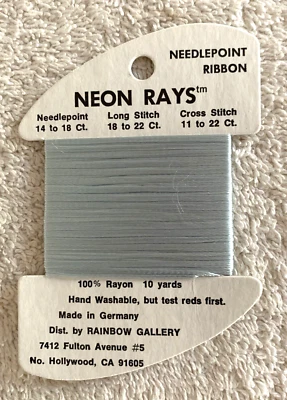 NEEDLEPOINT
RIBBON
NEON RAYS™
Needlepoint Long Stitch Cross Stitch
14 to 18 Ct. 18 to 22 Ct. 11 to 22 Ct.
100% Rayon 10 yards
Hand Washable, but test reds first.
Made in Germany
Dist. by RAINBOW GALLERY
7412 Fulton Avenue #5
No. Hollywood, CA 91605